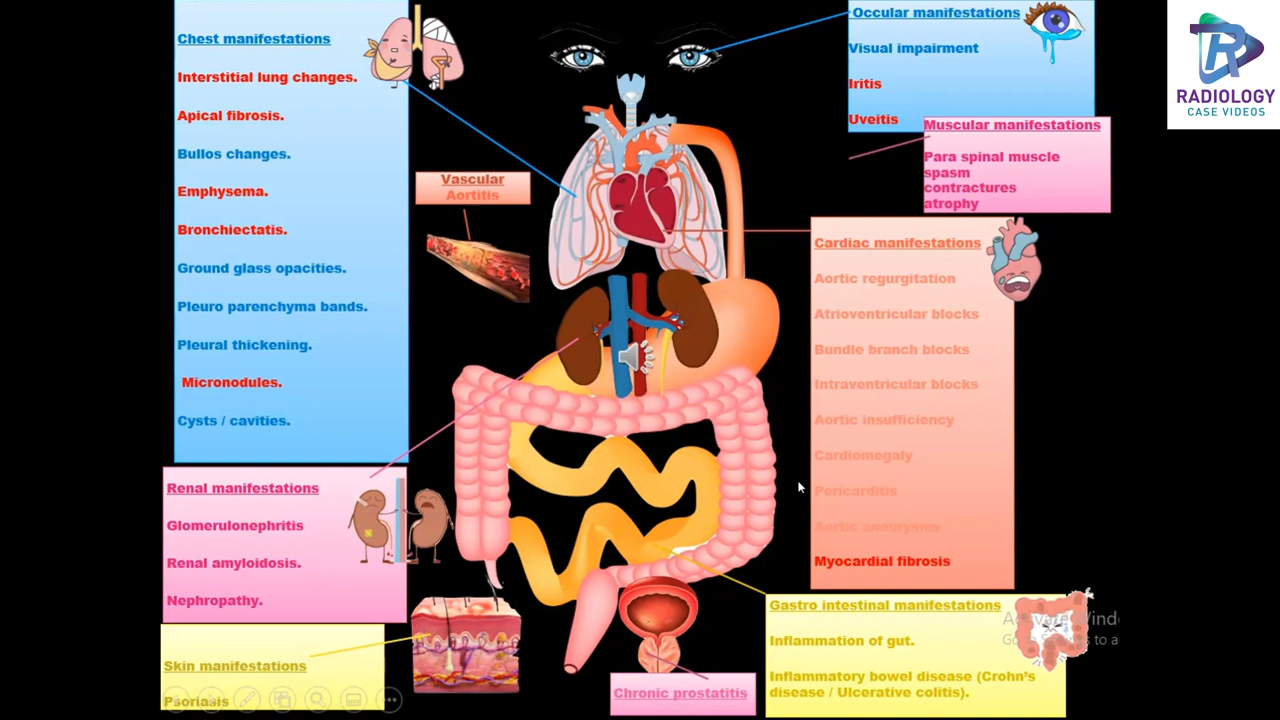 Chest manifestations
Interstitial lung changes.
Apical fibrosis.
Bullos changes.
Emphysema.
Bronchiectatis.
Ground glass opacities.
Pleuro parenchyma bands.
Pleural thickening.
Micronodules.
Cysts / cavities.
Renal manifestations
Glomerulonephritis
Renal amyloidosis.
Nephropathy.
Skin manifestations
Psoriasis
Vascular
Aortitis
Chronic prostatitis
Occular manifestations
Visual impairment
Iritis
Uveitis
Muscular manifestations
Para spinal muscle
spasm
contractures
atrophy
Cardiac manifestations
Aortic regurgitation
Atrioventricular blocks
Bundle branch blocks
Intraventricular blocks
Aortic insufficiency
Cardiomegaly
Pericarditis
Aortic aneurysms
Myocardial fibrosis
Gastro intestinal manifestations
Inflammation of gut.
Inflammatory bowel disease (Crohn's
disease / Ulcerative colitis).
RADIOLOGY
CASE VIDEOS